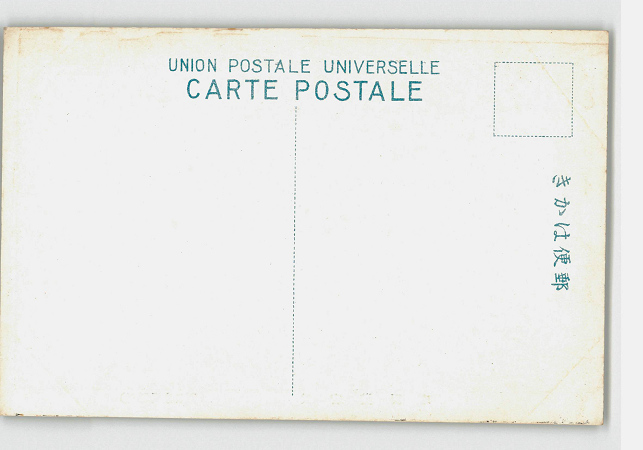 UNION POSTALE UNIVERSELLE
CARTE POSTALE
きかは便郵